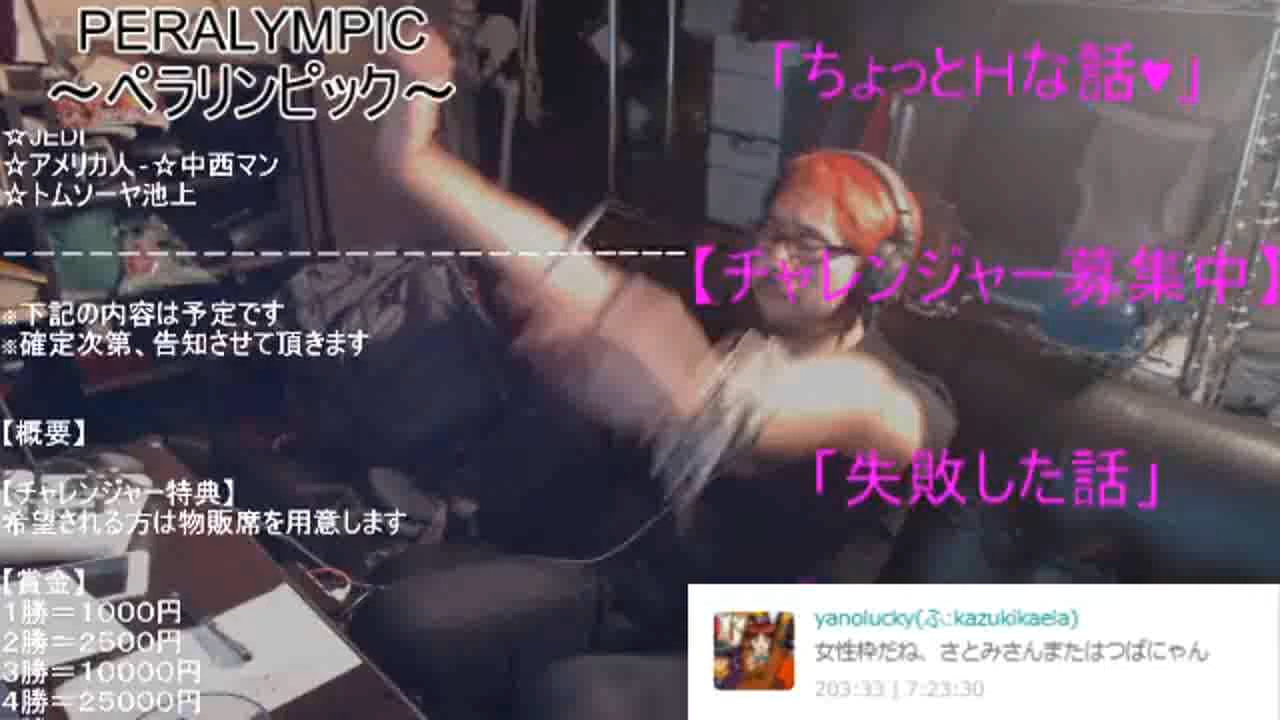 PERALYMPIC
～ペラリンピック～
☆JEDI
☆アメリカ人-☆中西マン
☆トムソーヤ池上
※下記の内容は予定です
※確定次第、告知させて頂きます
【概要】
【チャレンジャー特典】
希望される方は物販席を用意します
【賞金】
1勝＝1000円
2勝＝2500円
3勝＝10000円
4勝＝25000円
「ちょっとHな話♥」
【チャレンジャー募集中】
「失敗した話」
yanolucky(ぷ:kazukikaela)
女性枠だね、さとみさんまたはつばにゃん
203:33 | 7:23:30